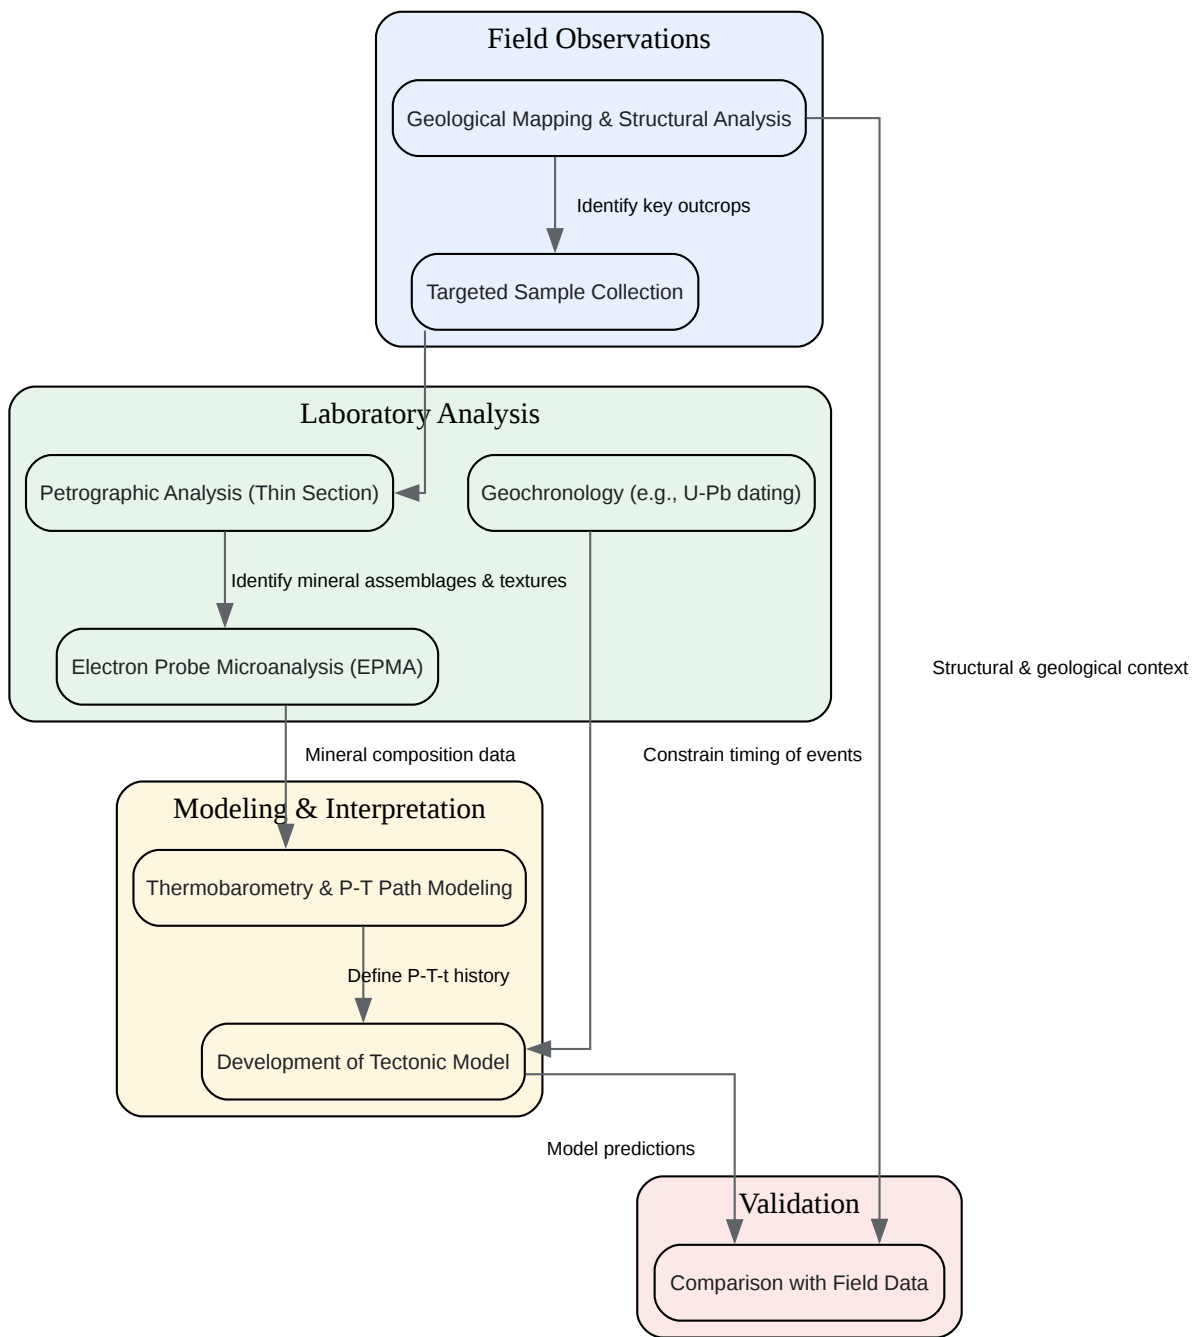 Field Observations
Geological Mapping & Structural Analysis
Identify key outcrops
Targeted Sample Collection
Laboratory Analysis
Petrographic Analysis (Thin Section)
Geochronology (e.g., U-Pb dating)
Identify mineral assemblages & textures
Electron Probe Microanalysis (EPMA)
Structural & geological context
Mineral composition data
Constrain timing of events
Modeling & Interpretation
Thermobarometry & P-T Path Modeling
Define P-T-t history
Development of Tectonic Model
Model predictions
Validation
Comparison with Field Data